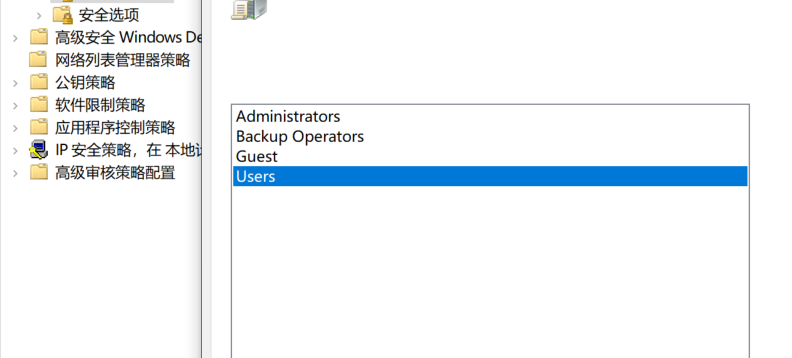 安全选项
高级安全 Windows De
网络列表管理器策略
公钥策略
软件限制策略
应用程序控制策略
IP 安全策略，在 本地计
高级审核策略配置
Administrators
Backup Operators
Guest
Users